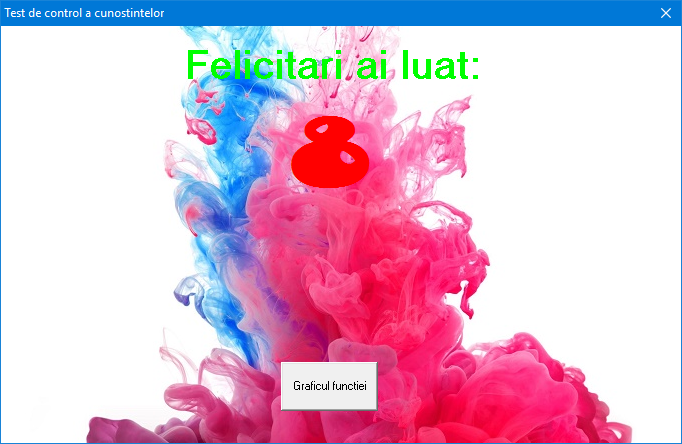 Test de control a cunostintelor
Felicitari ai luat:
8
Graficul functiei